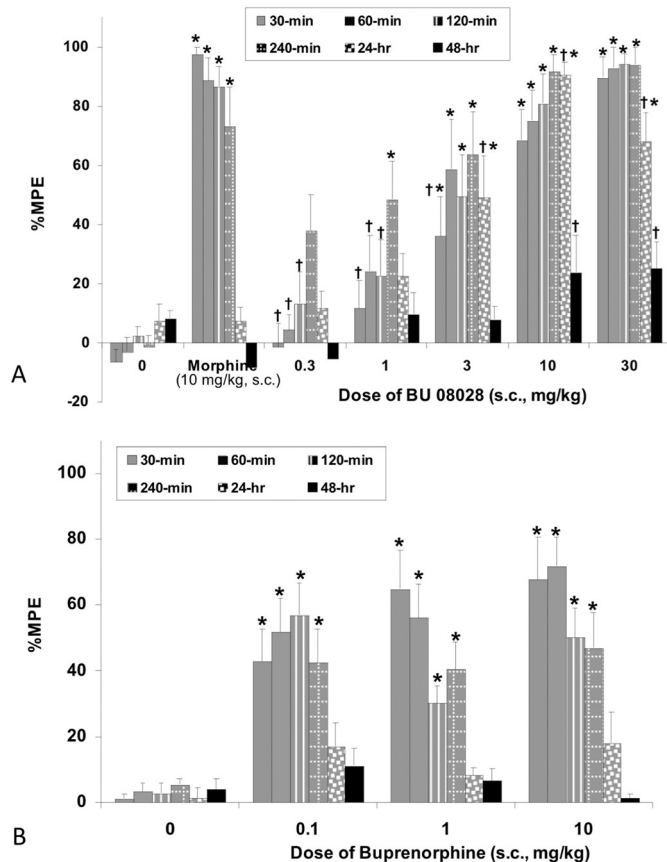 30-min 60-min 120-min
240-min 24-hr 48-hr
100
80
60
40
20
0
-20
%MPE
* * * *
† † †
† † † *
† * * * * † *
* * * * † * †
* * * * † * †
0 Morphine 0.3 1 3 10 30
(10 mg/kg, s.c.)
Dose of BU 08028 (s.c., mg/kg)
A
30-min 60-min 120-min
240-min 24-hr 48-hr
100
80
60
40
20
0
%MPE
* * * *
* * * *
* * * *
0 0.1 1 10
Dose of Buprenorphine (s.c., mg/kg)
B